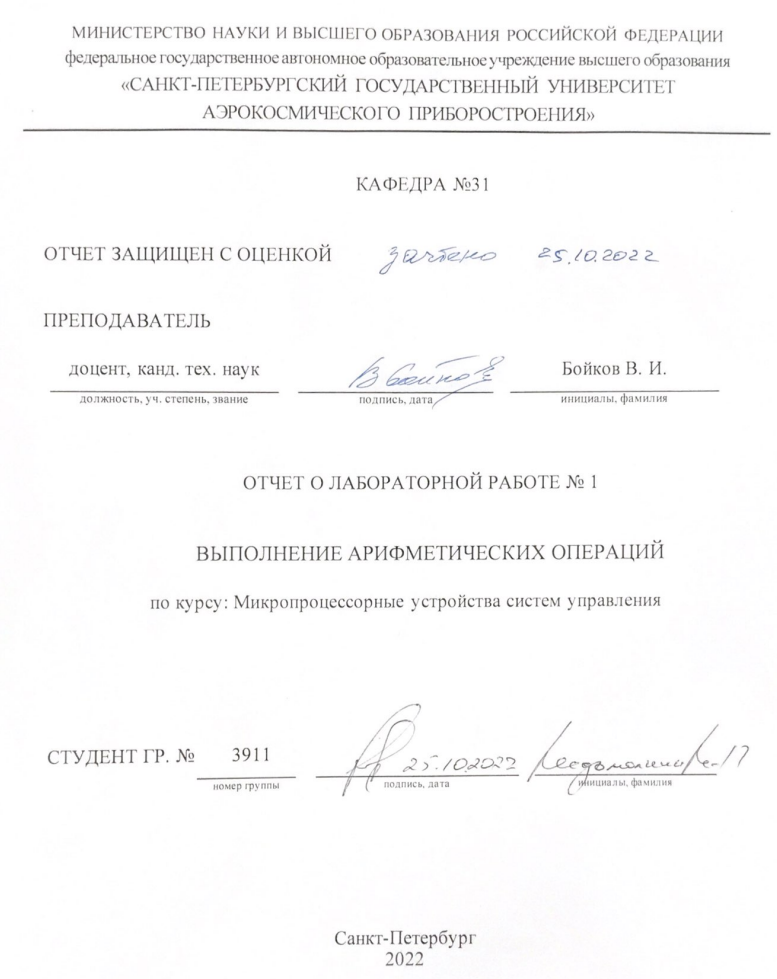 МИНИСТЕРСТВО НАУКИ И ВЫСШЕГО ОБРАЗОВАНИЯ РОССИЙСКОЙ ФЕДЕРАЦИИ
федеральное государственное автономное образовательное учреждение высшего образования
«САНКТ-ПЕТЕРБУРГСКИЙ ГОСУДАРСТВЕННЫЙ УНИВЕРСИТЕТ
АЭРОКОСМИЧЕСКОГО ПРИБОРОСТРОЕНИЯ»
КАФЕДРА №31
ОТЧЕТ ЗАЩИЩЕН С ОЦЕНКОЙ зачтено 25.10.2022
ПРЕПОДАВАТЕЛЬ
доцент, канд. тех. наук Бойков В. И.
должность, уч. степень, звание подпись, дата инициалы, фамилия
ОТЧЕТ О ЛАБОРАТОРНОЙ РАБОТЕ № 1
ВЫПОЛНЕНИЕ АРИФМЕТИЧЕСКИХ ОПЕРАЦИЙ
по курсу: Микропроцессорные устройства систем управления
СТУДЕНТ ГР. № 3911 25.10.2022
номер группы подпись, дата инициалы, фамилия
Санкт-Петербург
2022